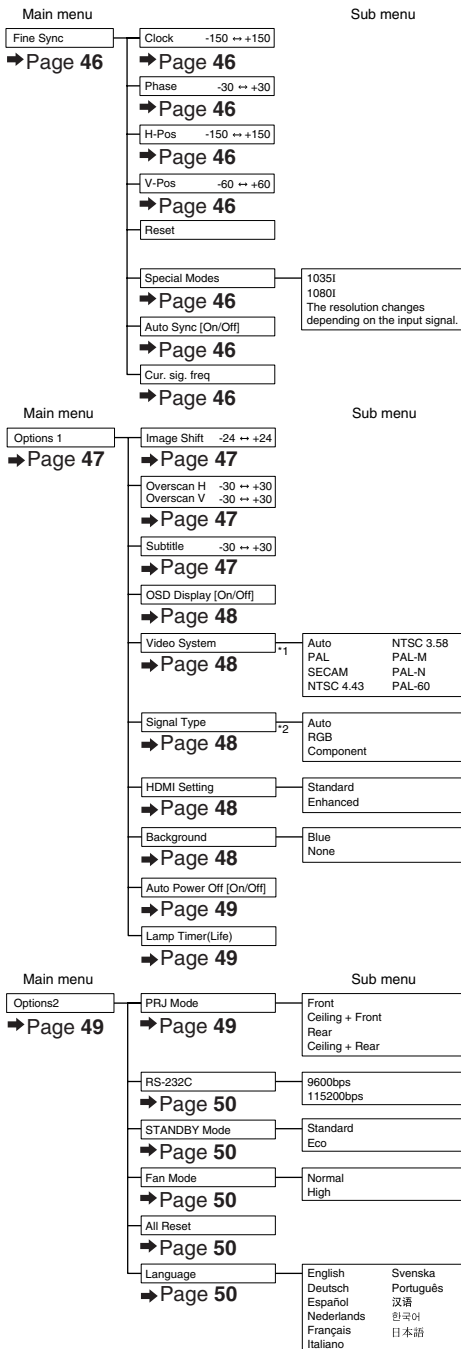 Main menu
Sub menu
Fine Sync
➡Page 46
Clock -150 ↔ +150
➡Page 46
Phase -30 ↔ +30
➡Page 46
H-Pos -150 ↔ +150
➡Page 46
V-Pos -60 ↔ +60
➡Page 46
Reset
Special Modes
➡Page 46
1035I
1080I
The resolution changes
depending on the input signal.
Auto Sync [On/Off]
➡Page 46
Cur. sig. freq
➡Page 46
Main menu
Sub menu
Options 1
➡Page 47
Image Shift -24 ↔ +24
➡Page 47
Overscan H -30 ↔ +30
Overscan V -30 ↔ +30
➡Page 47
Subtitle -30 ↔ +30
➡Page 47
OSD Display [On/Off]
➡Page 48
Video System
➡Page 48
*1
Auto NTSC 3.58
PAL PAL-M
SECAM PAL-N
NTSC 4.43 PAL-60
Signal Type
➡Page 48
*2
Auto
RGB
Component
HDMI Setting
➡Page 48
Standard
Enhanced
Background
➡Page 48
Blue
None
Auto Power Off [On/Off]
➡Page 49
Lamp Timer(Life)
➡Page 49
Main menu
Sub menu
Options2
➡Page 49
PRJ Mode
➡Page 49
Front
Ceiling + Front
Rear
Ceiling + Rear
RS-232C
➡Page 50
9600bps
115200bps
STANDBY Mode
➡Page 50
Standard
Eco
Fan Mode
➡Page 50
Normal
High
All Reset
➡Page 50
Language
➡Page 50
English Svenska
Deutsch Português
Español 汉语
Nederlands 한국어
Français 日本語
Italiano